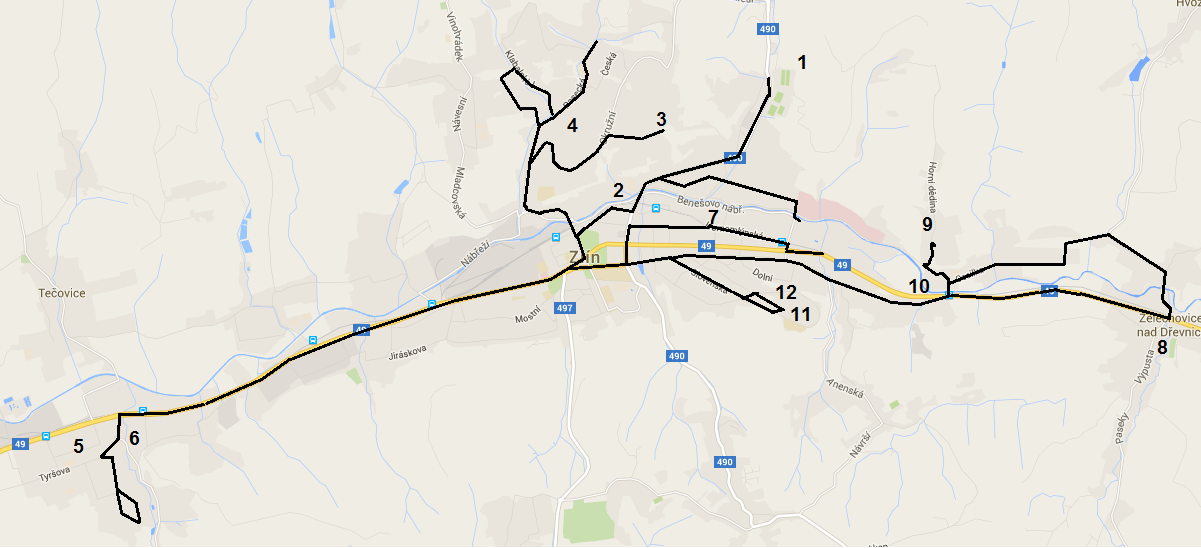 Hvoz
490
1
Vinohrádek
Česká
Návesní
Okružní
3
4
490
Mladcovská
2
Benešovo nábř.
Horní dědina
7
9
Nábřeží
Zlín
49
49
Dolní
10
Tečovice
12
11
497
Mostní
Želechovice
nad Dřevnicí
49
Jiráskova
490
8
Výpusta
Anenská
5
6
49
Návrší
Paseky
Tyršova
490